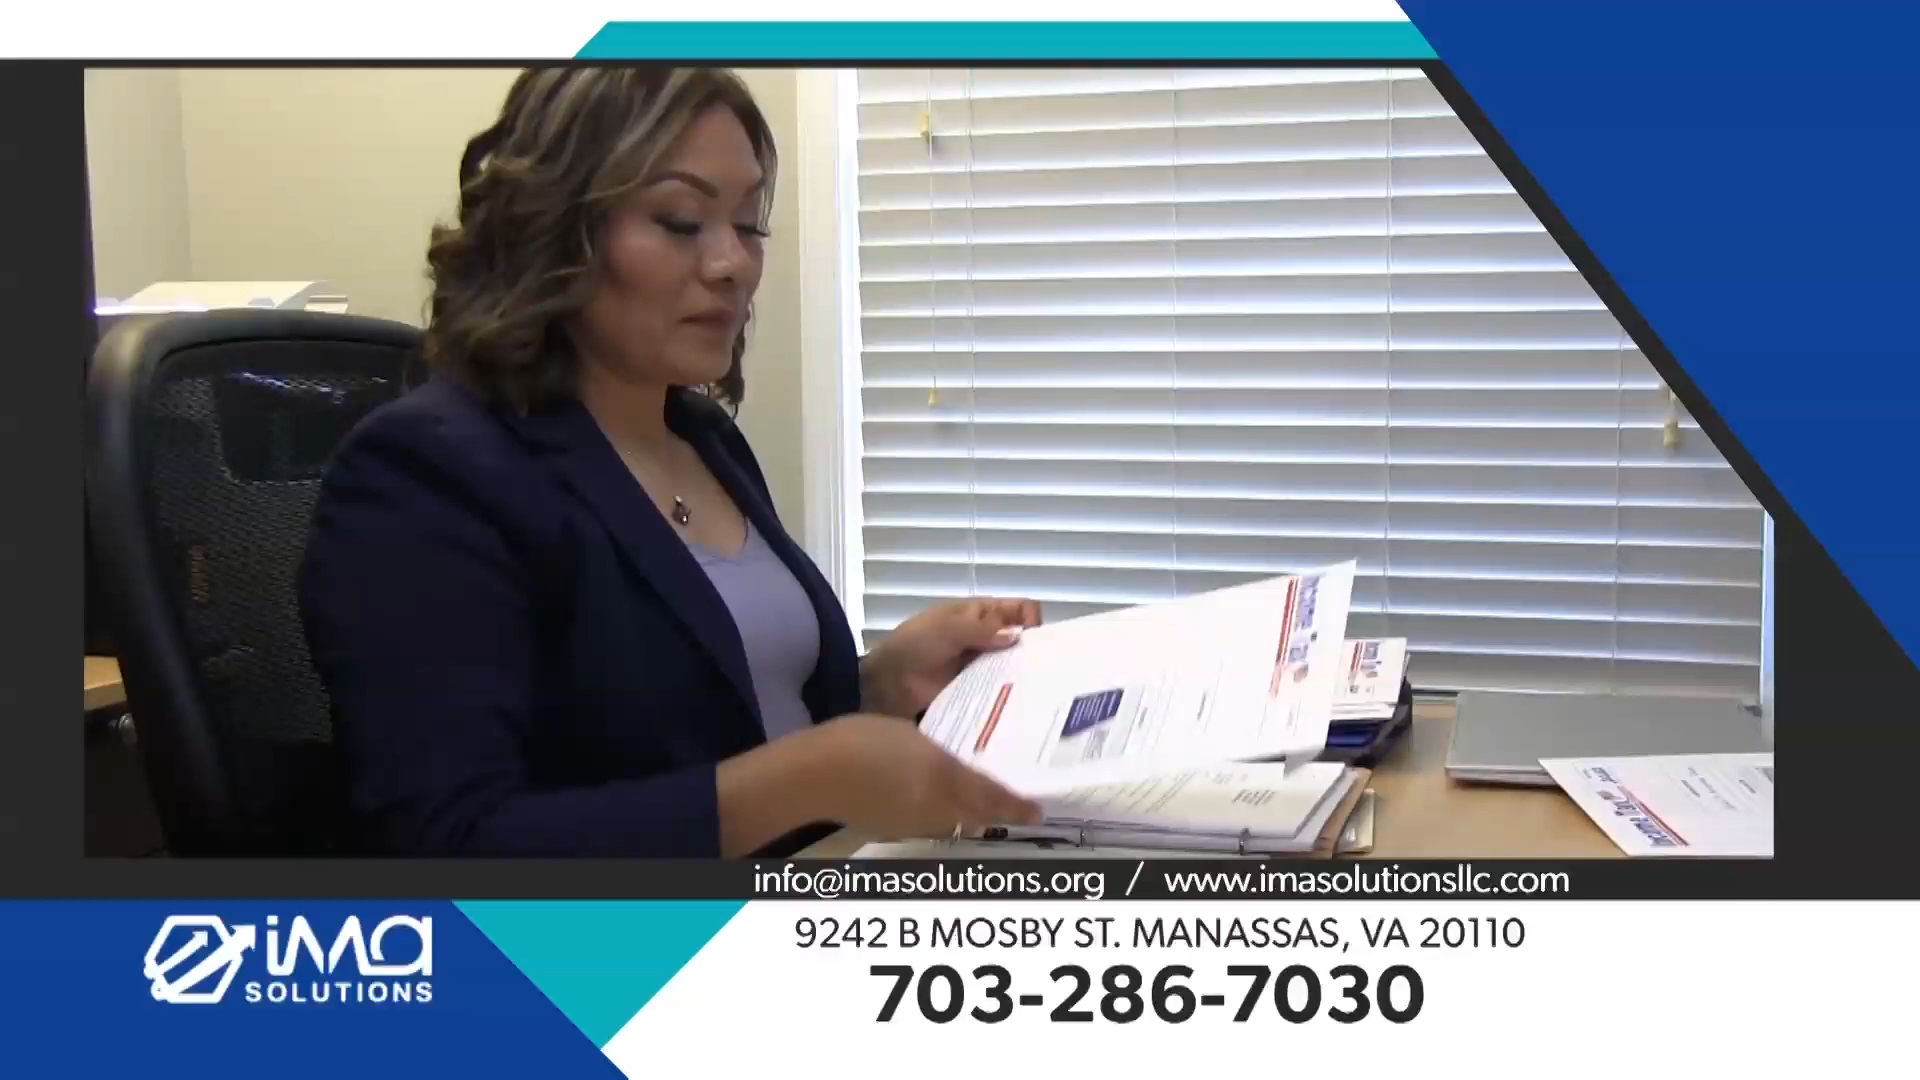 info@imasolutions.org / www.imasolutionsllc.com
iMa
SOLUTIONS
9242 B MOSBY ST. MANASSAS, VA 20110
703-286-7030